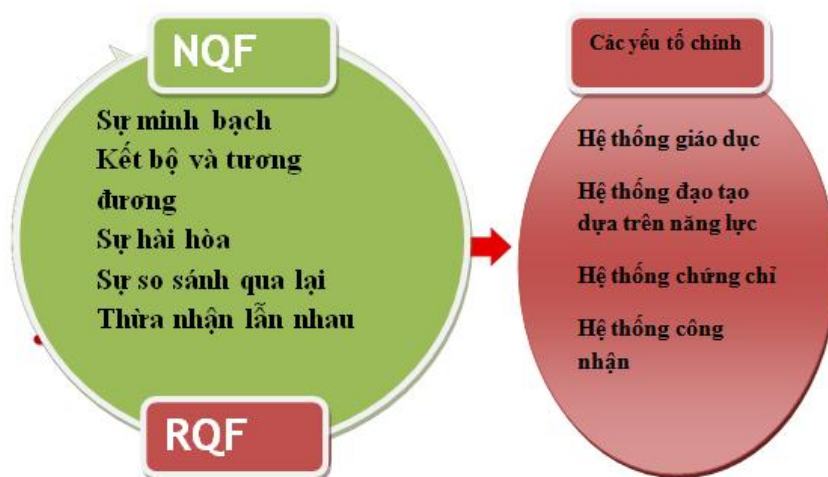 NQF
Sự minh bạch
Kết bộ và tương
đương
Sự hài hòa
Sự so sánh qua lại
Thừa nhận lẫn nhau
RQF
Các yếu tố chính
Hệ thống giáo dục
Hệ thống đạo tạo
dựa trên năng lực
Hệ thống chứng chỉ
Hệ thống công
nhận